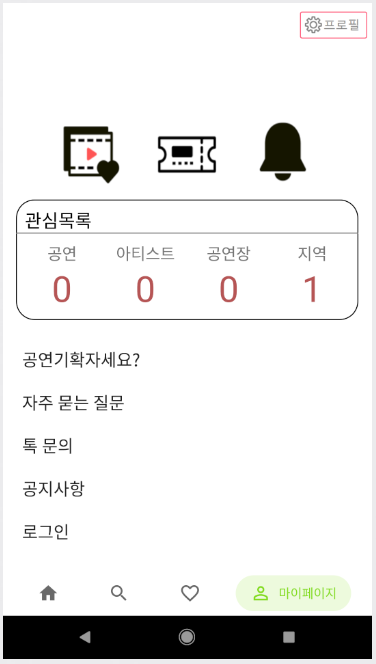 프로필
관심목록
공연 아티스트 공연장 지역
0 0 0 1
공연기확자세요?
자주 묻는 질문
톡 문의
공지사항
로그인
마이페이지